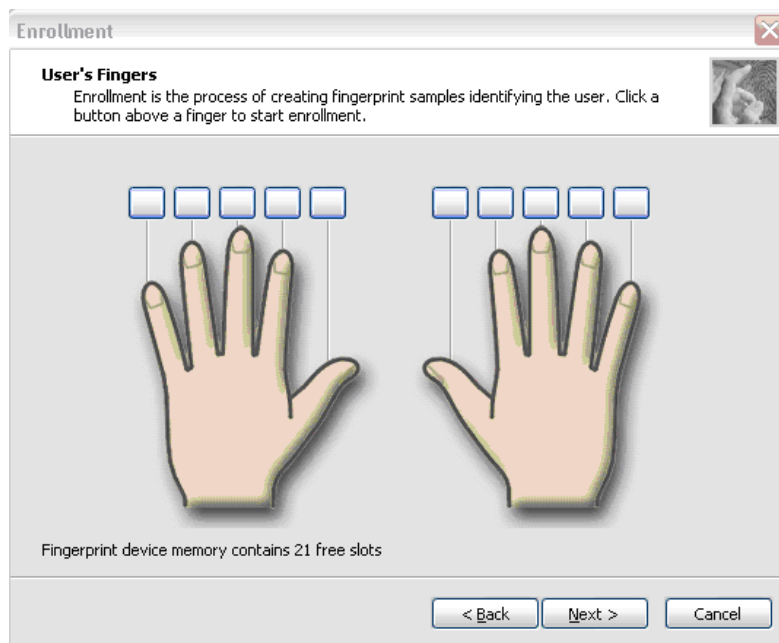 Enrollment
User's Fingers
Enrollment is the process of creating fingerprint samples identifying the user. Click a
button above a finger to start enrollment.
Fingerprint device memory contains 21 free slots
< Back
Next >
Cancel